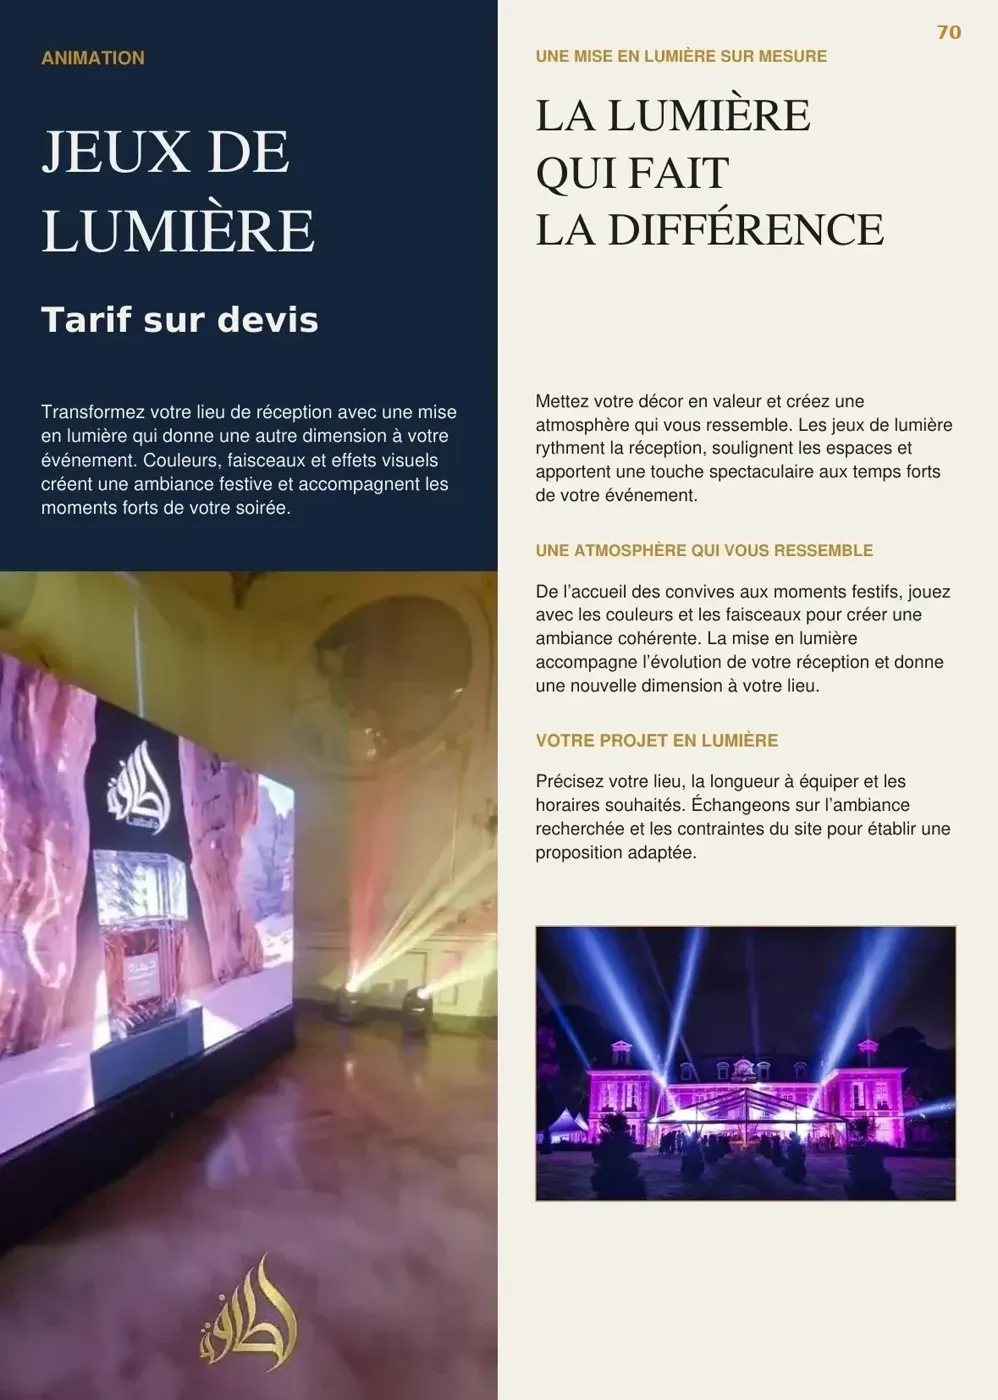 ANIMATION
JEUX DE
LUMIÈRE
Tarif sur devis
Transformez votre lieu de réception avec une mise
en lumière qui donne une autre dimension à votre
événement. Couleurs, faisceaux et effets visuels
créent une ambiance festive et accompagnent les
moments forts de votre soirée.
لطافة
Lattafa
لطافة
70
UNE MISE EN LUMIÈRE SUR MESURE
LA LUMIÈRE
QUI FAIT
LA DIFFÉRENCE
Mettez votre décor en valeur et créez une
atmosphère qui vous ressemble. Les jeux de lumière
rythment la réception, soulignent les espaces et
apportent une touche spectaculaire aux temps forts
de votre événement.
UNE ATMOSPHÈRE QUI VOUS RESSEMBLE
De l’accueil des convives aux moments festifs, jouez
avec les couleurs et les faisceaux pour créer une
ambiance cohérente. La mise en lumière
accompagne l’évolution de votre réception et donne
une nouvelle dimension à votre lieu.
VOTRE PROJET EN LUMIÈRE
Précisez votre lieu, la longueur à équiper et les
horaires souhaités. Échangeons sur l’ambiance
recherchée et les contraintes du site pour établir une
proposition adaptée.